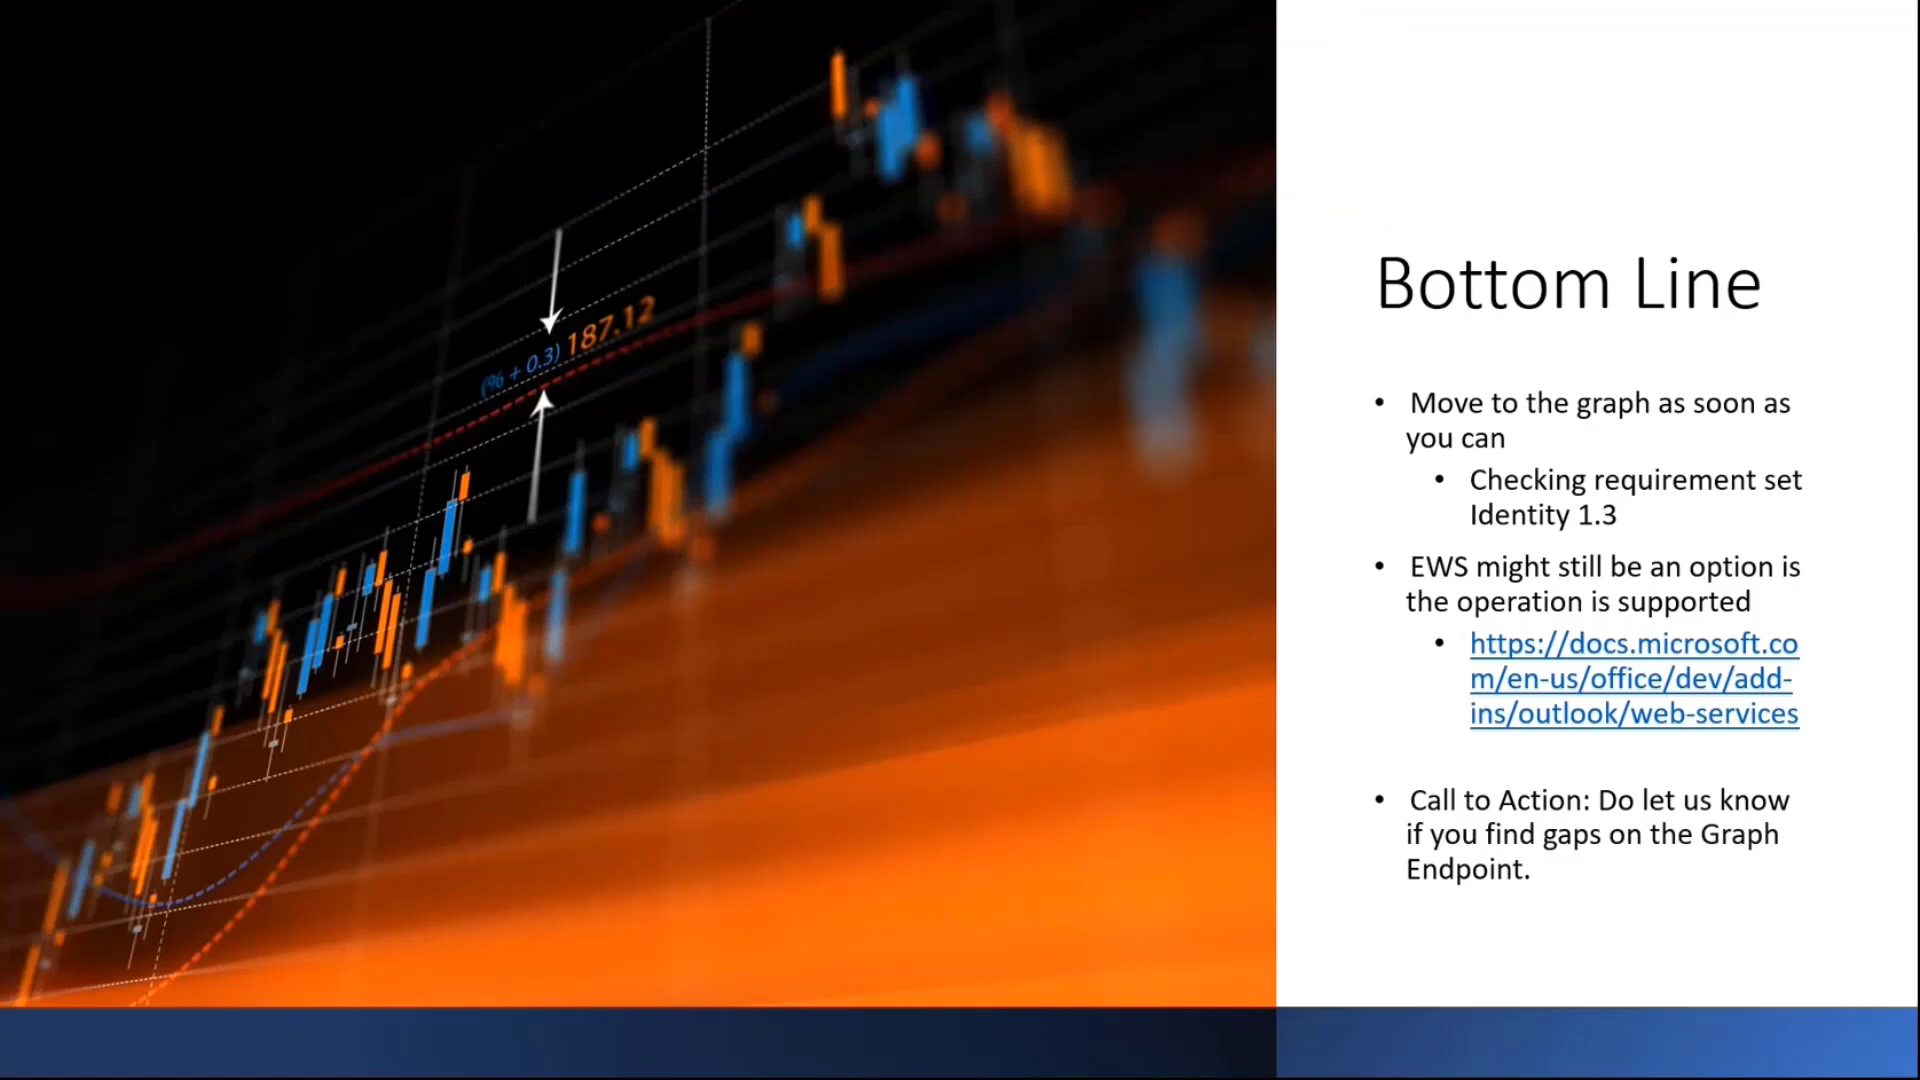 (% + 0.3) 187.12
Bottom Line
• Move to the graph as soon as
you can
• Checking requirement set
Identity 1.3
• EWS might still be an option is
the operation is supported
• https://docs.microsoft.co
m/en-us/office/dev/add-
ins/outlook/web-services
• Call to Action: Do let us know
if you find gaps on the Graph
Endpoint.